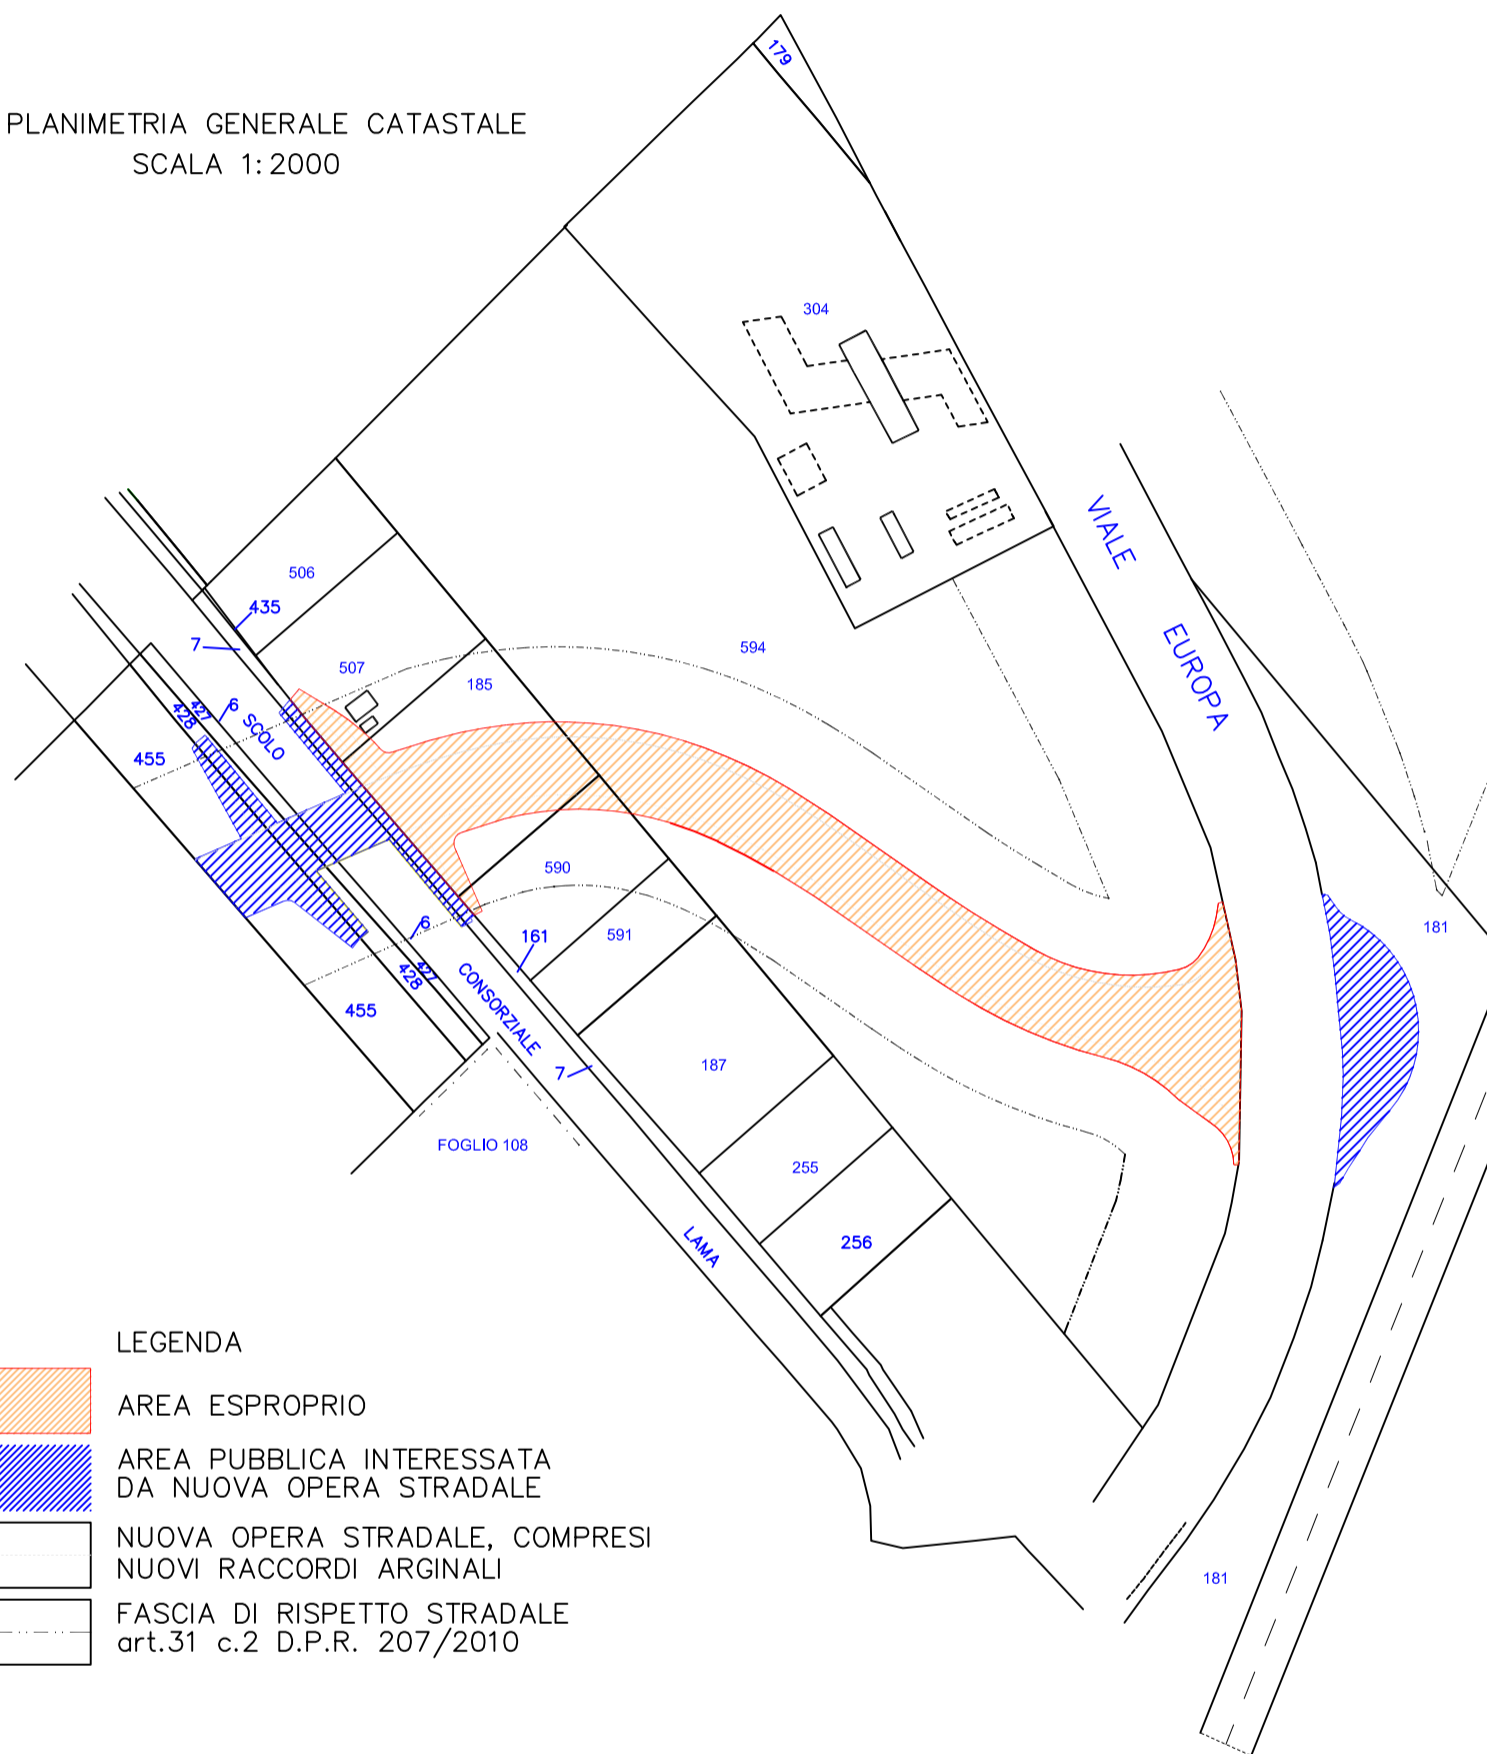 PLANIMETRIA GENERALE CATASTALE
SCALA 1:2000
179
304
VIALE
EUROPA
506
435
7
507
594
185
6
427
428
SCOLO
455
590
181
6
161
591
427
428
CONSORZIALE
455
7
187
FOGLIO 108
255
256
LAMA
LEGENDA
AREA ESPROPRIO
AREA PUBBLICA INTERESSATA
DA NUOVA OPERA STRADALE
NUOVA OPERA STRADALE, COMPRESI
NUOVI RACCORDI ARGINALI
181
FASCIA DI RISPETTO STRADALE
art.31 c.2 D.P.R. 207/2010